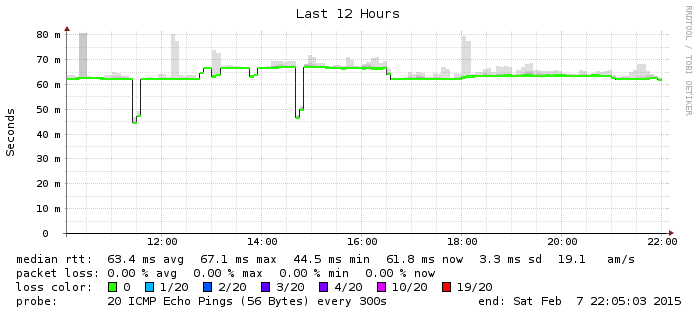 Last 12 Hours
RRDTOOL / TOBI OETIKER
Seconds
80 m
70 m
60 m
50 m
40 m
30 m
20 m
10 m
0
12:00 14:00 16:00 18:00 20:00 22:00
median rtt: 63.4 ms avg 67.1 ms max 44.5 ms min 61.8 ms now 3.3 ms sd 19.1 am/s
packet loss: 0.00 % avg 0.00 % max 0.00 % min 0.00 % now
loss color: 0 1/20 2/20 3/20 4/20 10/20 19/20
probe: 20 ICMP Echo Pings (56 Bytes) every 300s end: Sat Feb 7 22:05:03 2015